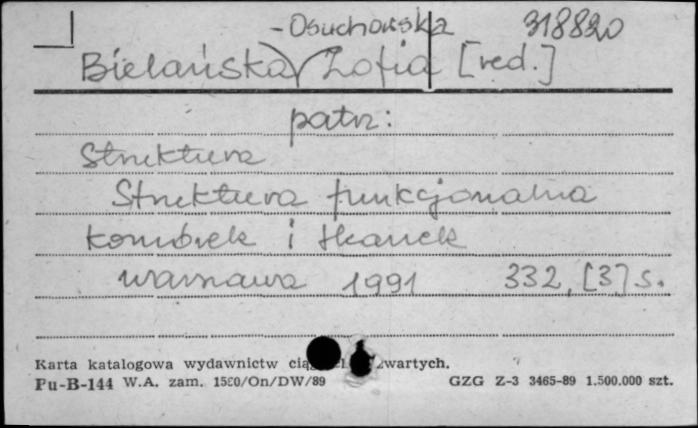 -Osuchowska 318820
Bielańska Zofia [red.]
patrz:
Struktura
Struktura funkcjonalna
komórek i tkanek
Warszawa 1991 332, [3] s.
Karta katalogowa wydawnictw zwartych.
Pu-B-144 W.A. zam. 1580/On/DW/89 GZG Z-3 3465-89 1.500.000 szt.